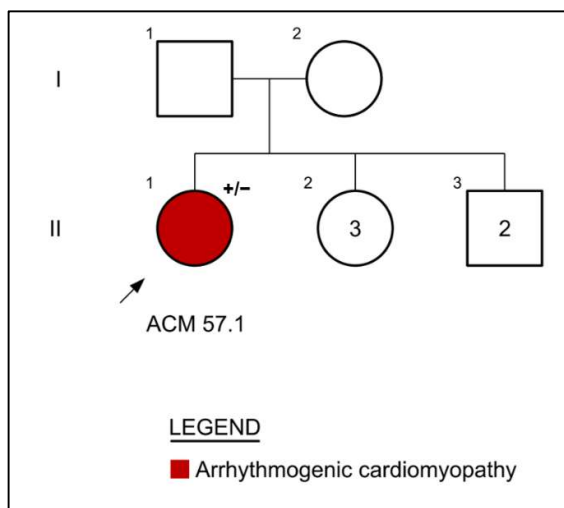 1 2
I
1 +/− 2 3
II 3 2
ACM 57.1
LEGEND
Arrhythmogenic cardiomyopathy